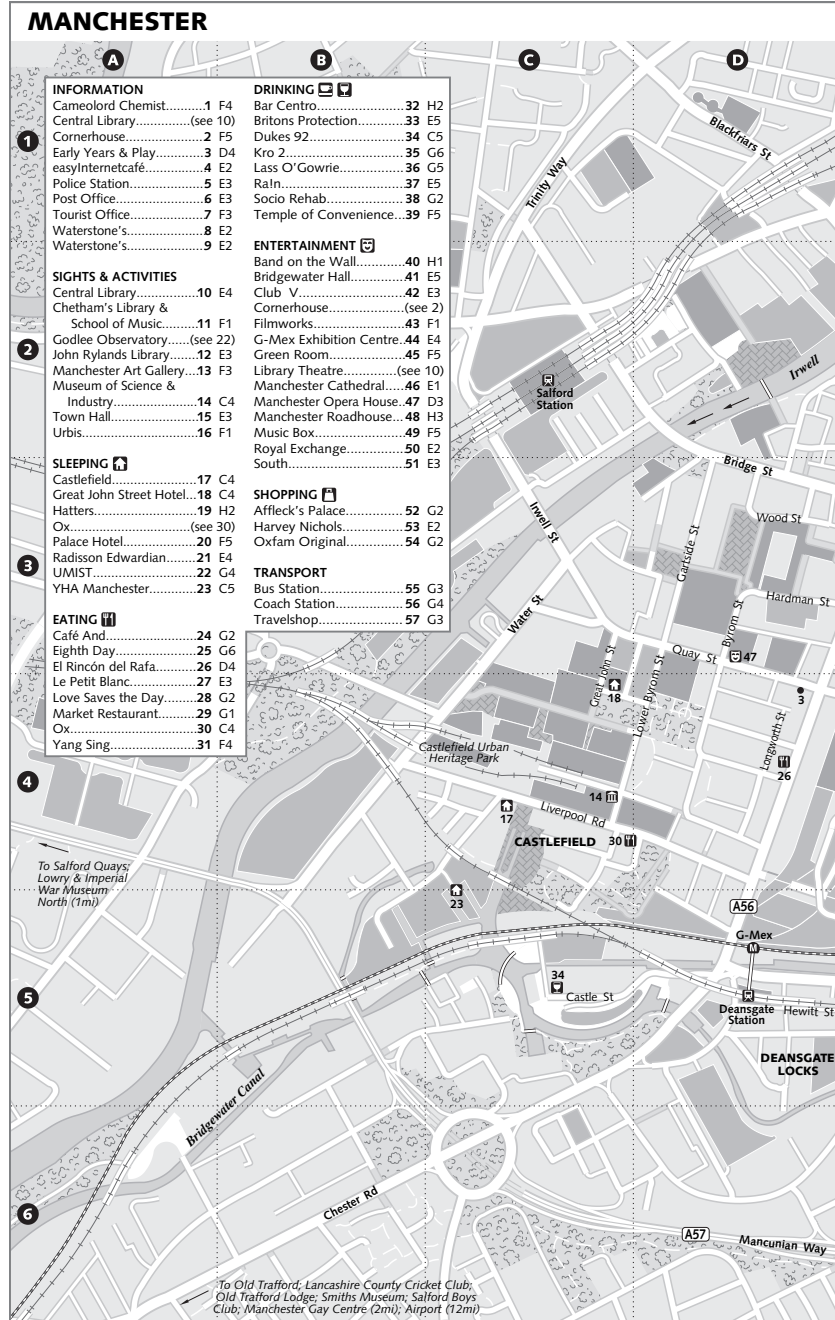 MANCHESTER
A
B
C
D
1
2
3
4
5
6
INFORMATION
Cameolord Chemist..........1 F4
Central Library..............(see 10)
Cornerhouse.....................2 F5
Early Years & Play............3 D4
easyInternetcafé...............4 E2
Police Station....................5 E3
Post Office........................6 E3
Tourist Office....................7 F3
Waterstone's.....................8 E2
Waterstone's.....................9 E2
SIGHTS & ACTIVITIES
Central Library................10 E4
Chetham's Library &
School of Music...........11 F1
Godlee Observatory......(see 22)
John Rylands Library.......12 E3
Manchester Art Gallery...13 F3
Museum of Science &
Industry.......................14 C4
Town Hall.......................15 E3
Urbis...............................16 F1
SLEEPING
Castlefield.......................17 C4
Great John Street Hotel...18 C4
Hatters............................19 H2
Ox.................................(see 30)
Palace Hotel...................20 F5
Radisson Edwardian........21 E4
UMIST............................22 G4
YHA Manchester.............23 C5
EATING
Café And.........................24 G2
Eighth Day......................25 G6
El Rincón del Rafa...........26 D4
Le Petit Blanc..................27 E3
Love Saves the Day.........28 G2
Market Restaurant...........29 G1
Ox...................................30 C4
Yang Sing........................31 F4
DRINKING
Bar Centro.......................32 H2
Britons Protection............33 E5
Dukes 92.........................34 C5
Kro 2...............................35 G6
Lass O'Gowrie.................36 G5
Ra!n................................37 E5
Socio Rehab....................38 G2
Temple of Convenience...39 F5
ENTERTAINMENT
Band on the Wall.............40 H1
Bridgewater Hall..............41 E5
Club V............................42 E3
Cornerhouse...................(see 2)
Filmworks........................43 F1
G-Mex Exhibition Centre..44 E4
Green Room....................45 F5
Library Theatre..............(see 10)
Manchester Cathedral......46 E1
Manchester Opera House..47 D3
Manchester Roadhouse...48 H3
Music Box.......................49 F5
Royal Exchange...............50 E2
South..............................51 E3
SHOPPING
Affleck's Palace................52 G2
Harvey Nichols................53 E2
Oxfam Original................54 G2
TRANSPORT
Bus Station......................55 G3
Coach Station..................56 G4
Travelshop.......................57 G3
Blackfriars St
Trinity Way
Irwell
Salford
Station
Bridge St
Irwell St
Wood St
Gartside St
Hardman St
Water St
Byrom St
Quay St
47
Great John St
18
Lower Byrom St
3
Longworth St
26
Castlefield Urban
Heritage Park
14
17
Liverpool Rd
CASTLEFIELD
30
To Salford Quays;
Lowry & Imperial
War Museum
North (1mi)
23
A56
G-Mex
M
34
Castle St
Deansgate
Station
Hewitt St
DEANSGATE
LOCKS
Bridgewater Canal
Chester Rd
A57
Mancunian Way
To Old Trafford; Lancashire County Cricket Club;
Old Trafford Lodge; Smiths Museum; Salford Boys
Club; Manchester Gay Centre (2mi); Airport (12mi)